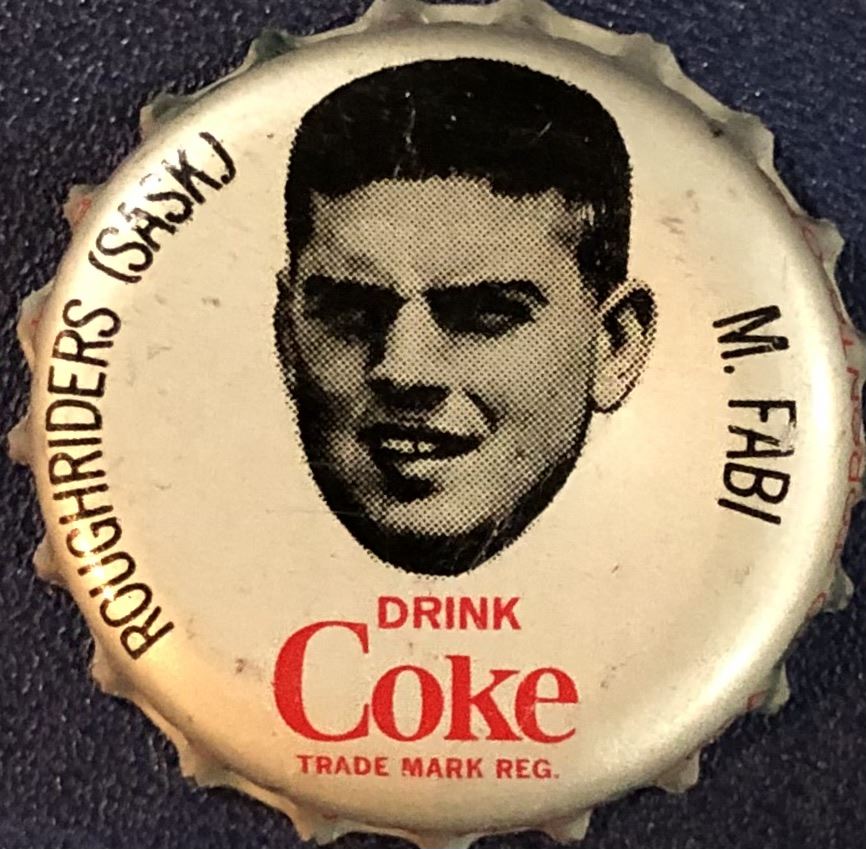 ROUGHRIDERS (SASK)
M. FABI
DRINK
Coke
TRADE MARK REG.